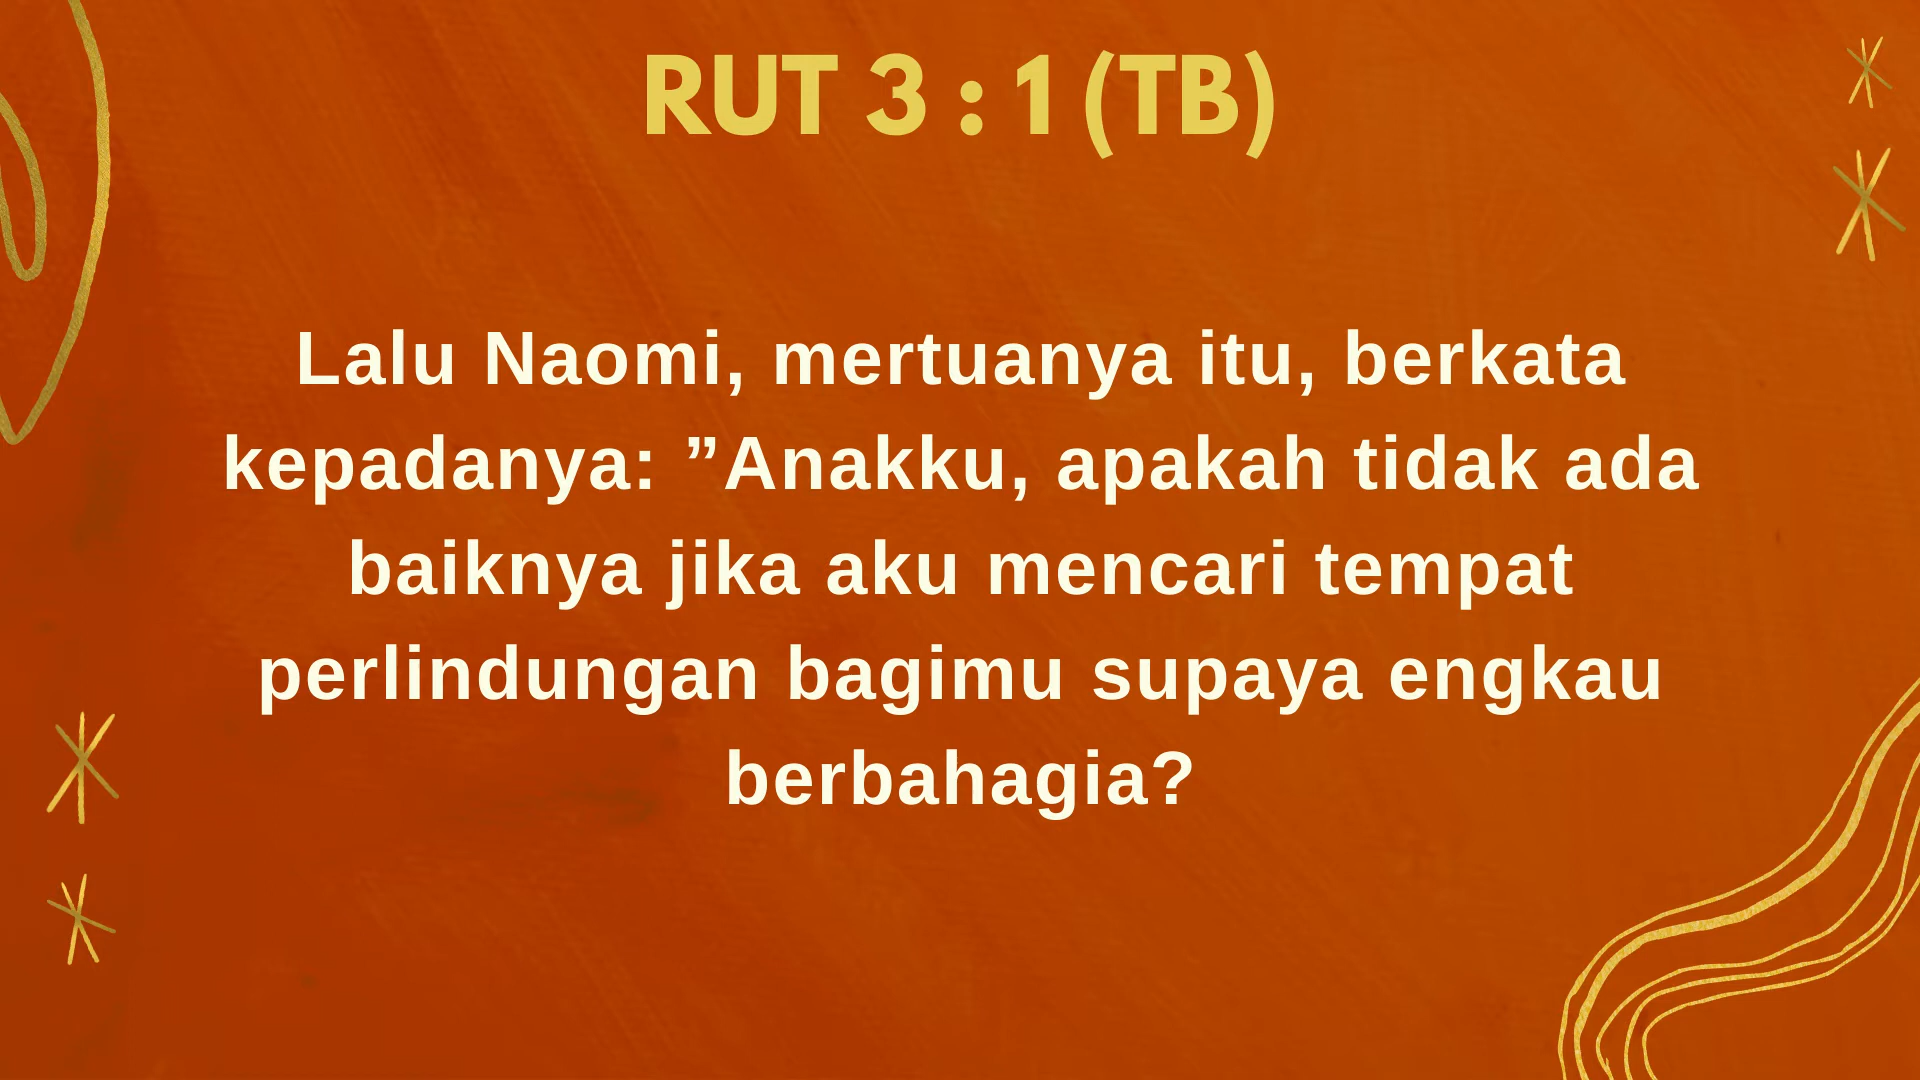 RUT 3 : 1 (TB)
Lalu Naomi, mertuanya itu, berkata
kepadanya: ”Anakku, apakah tidak ada
baiknya jika aku mencari tempat
perlindungan bagimu supaya engkau
berbahagia?